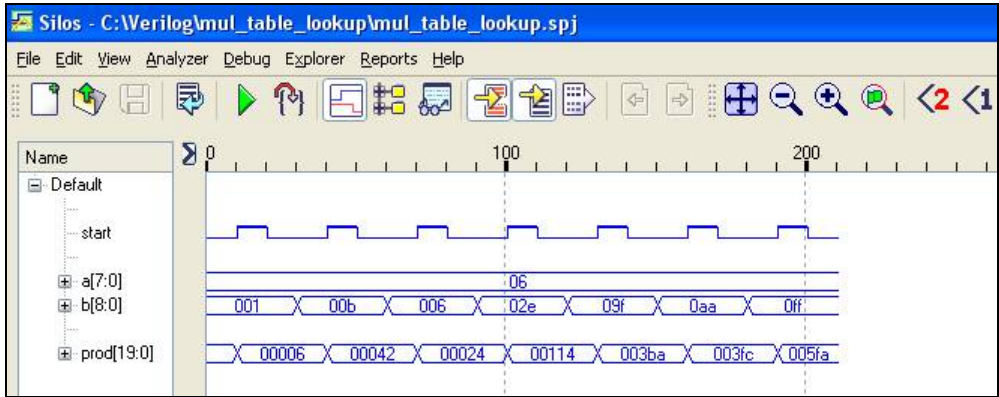 Silos - C:\Verilog\mul_table_lookup\mul_table_lookup.spj
File Edit View Analyzer Debug Explorer Reports Help
2 1
Name 0 100 200
Default
start
a[7:0] 06
b[8:0] 001 00b 006 02e 09f 0aa 0ff
prod[19:0] 00006 00042 00024 00114 003ba 003fc 005fa